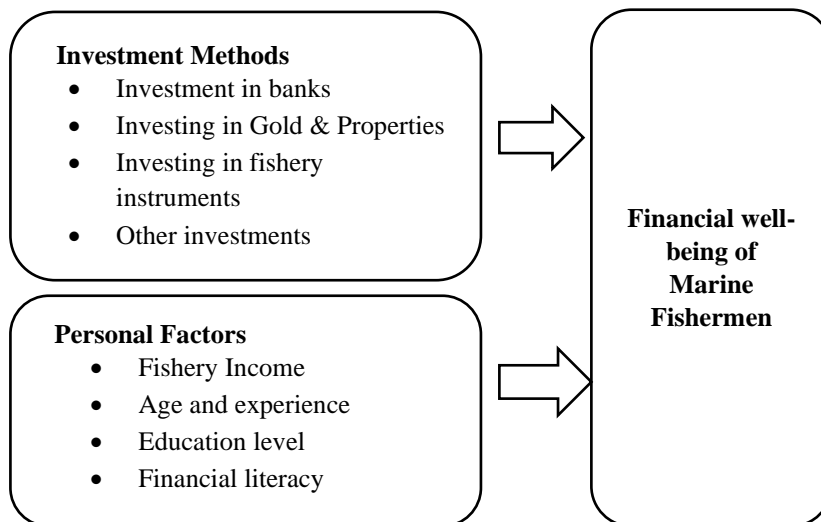 Investment Methods
• Investment in banks
• Investing in Gold & Properties
• Investing in fishery
instruments
• Other investments
Personal Factors
• Fishery Income
• Age and experience
• Education level
• Financial literacy
Financial well-
being of
Marine
Fishermen